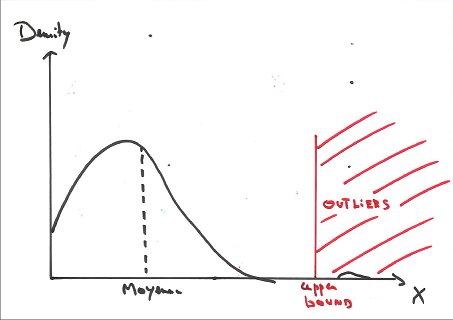 Density
OUTLIERS
Moyenne
upper
bound
X